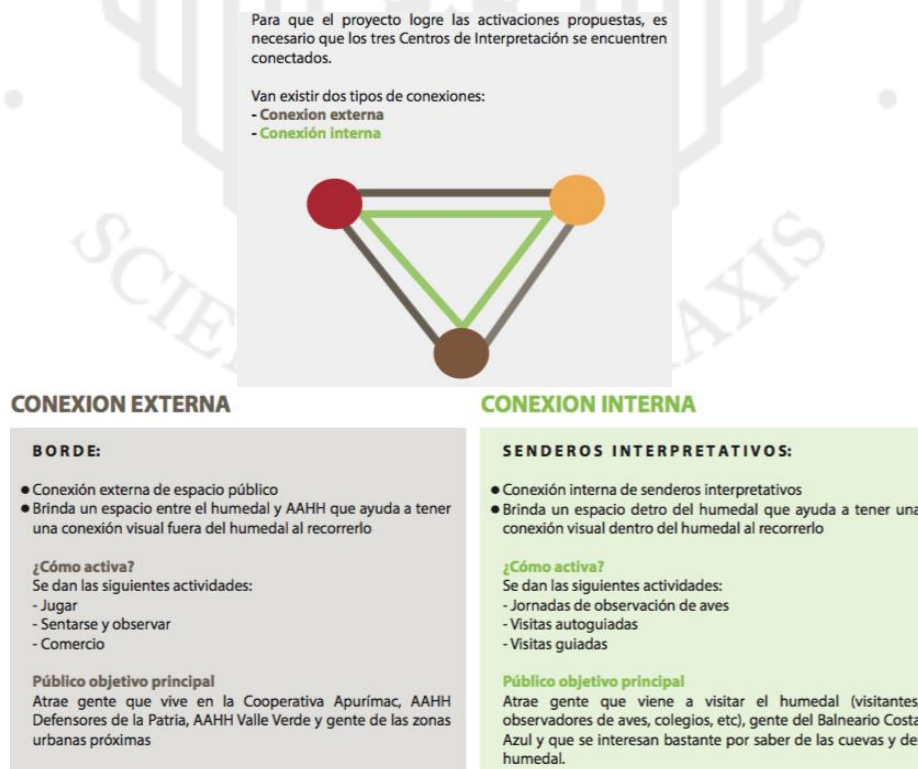 Para que el proyecto logre las activaciones propuestas, es
necesario que los tres Centros de Interpretación se encuentren
conectados.
Van existir dos tipos de conexiones:
- Conexion externa
- Conexión interna
CONEXION EXTERNA
BORDE:
● Conexión externa de espacio público
● Brinda un espacio entre el humedal y AAHH que ayuda a tener
una conexión visual fuera del humedal al recorrerlo
¿Cómo activa?
Se dan las siguientes actividades:
- Jugar
- Sentarse y observar
- Comercio
Público objetivo principal
Atrae gente que vive en la Cooperativa Apurímac, AAHH
Defensores de la Patria, AAHH Valle Verde y gente de las zonas
urbanas próximas
CONEXION INTERNA
SENDEROS INTERPRETATIVOS:
● Conexión interna de senderos interpretativos
● Brinda un espacio detro del humedal que ayuda a tener una
conexión visual dentro del humedal al recorrerlo
¿Cómo activa?
Se dan las siguientes actividades:
- Jornadas de observación de aves
- Visitas autoguiadas
- Visitas guiadas
Público objetivo principal
Atrae gente que viene a visitar el humedal (visitantes
observadores de aves, colegios, etc), gente del Balneario Costa
Azul y que se interesan bastante por saber de las cuevas y de
humedal.